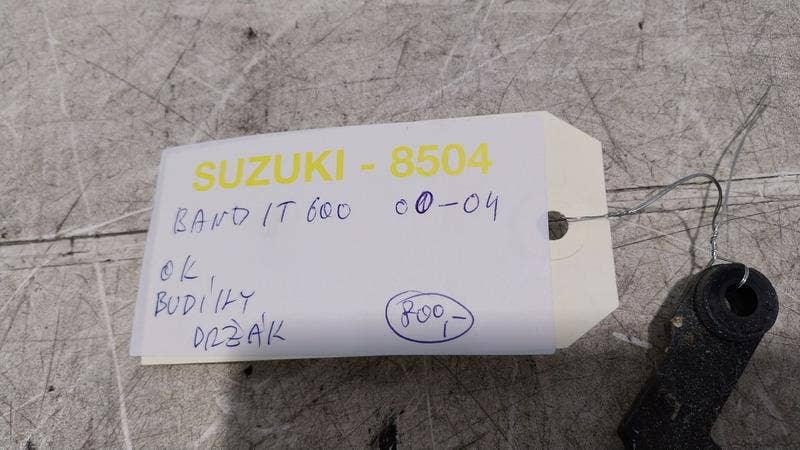 SUZUKI - 8504
BANDIT 600 00-04
OK,
BUDÍKY
DRŽÁK
800,-